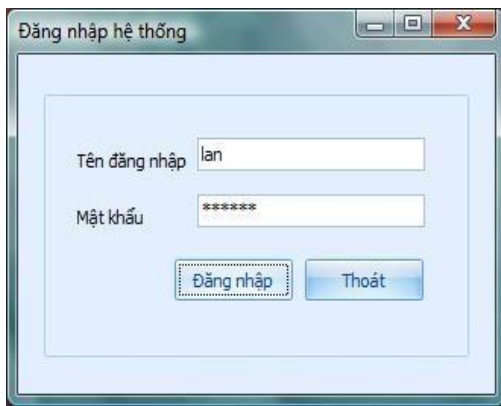 Đăng nhập hệ thống
Tên đăng nhập lan
Mật khẩu ******
Đăng nhập Thoát